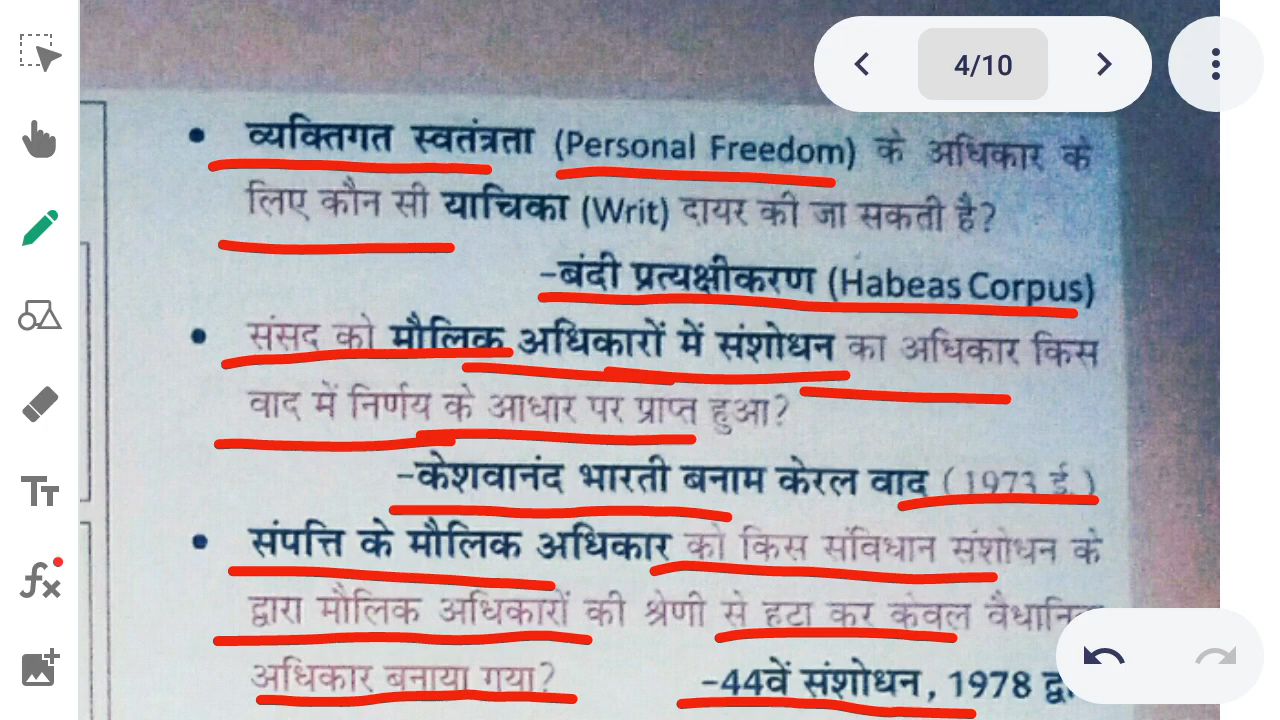 4/10
• व्यक्तिगत स्वतंत्रता (Personal Freedom) के अधिकार के
लिए कौन सी याचिका (Writ) दायर की जा सकती है?
-बंदी प्रत्यक्षीकरण (Habeas Corpus)
• संसद को मौलिक अधिकारों में संशोधन का अधिकार किस
वाद में निर्णय के आधार पर प्राप्त हुआ?
-केशवानंद भारती बनाम केरल वाद (1973 ई.)
• संपत्ति के मौलिक अधिकार को किस संविधान संशोधन के
द्वारा मौलिक अधिकारों की श्रेणी से हटा कर केवल
अधिकार बनाया गया? -44वें संशोधन, 1978
TT
fx